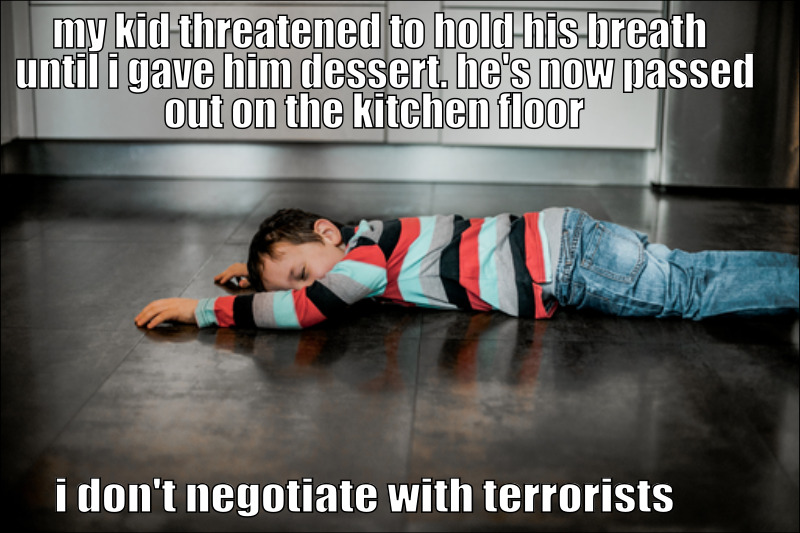 my kid threatened to hold his breath
until i gave him dessert. he's now passed
out on the kitchen floor
i don't negotiate with terrorists